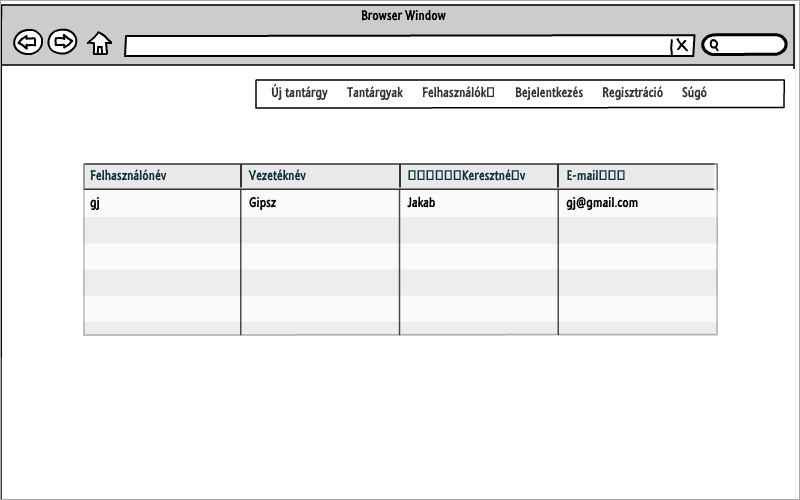 Browser Window
Új tantárgy Tantárgyak Felhasználók□ Bejelentkezés Regisztráció Súgó
Felhasználónév Vezetéknév □□□□□□Keresztné□v E-mail□□□
gj Gipsz Jakab gj@gmail.com